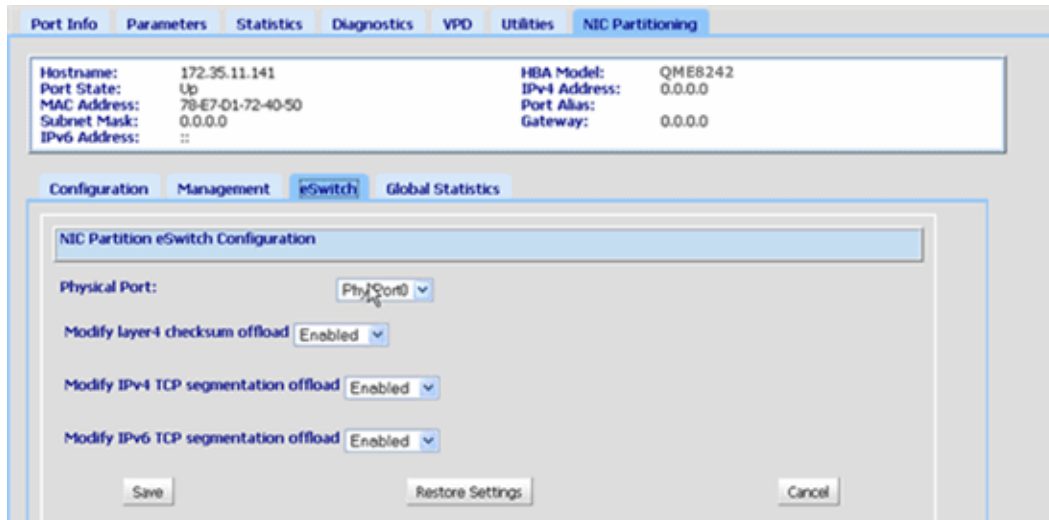 Port Info Parameters Statistics Diagnostics VPD Utilities NIC Partitioning
Hostname: 172.35.11.141 HBA Model: QME8242
Port State: Up IPv4 Address: 0.0.0.0
MAC Address: 78-E7-D1-72-40-50 Port Alias:
Subnet Mask: 0.0.0.0 Gateway: 0.0.0.0
IPv6 Address: ::
Configuration Management eSwitch Global Statistics
NIC Partition eSwitch Configuration
Physical Port: PhyPort0
Modify layer4 checksum offload Enabled
Modify IPv4 TCP segmentation offload Enabled
Modify IPv6 TCP segmentation offload Enabled
Save Restore Settings Cancel